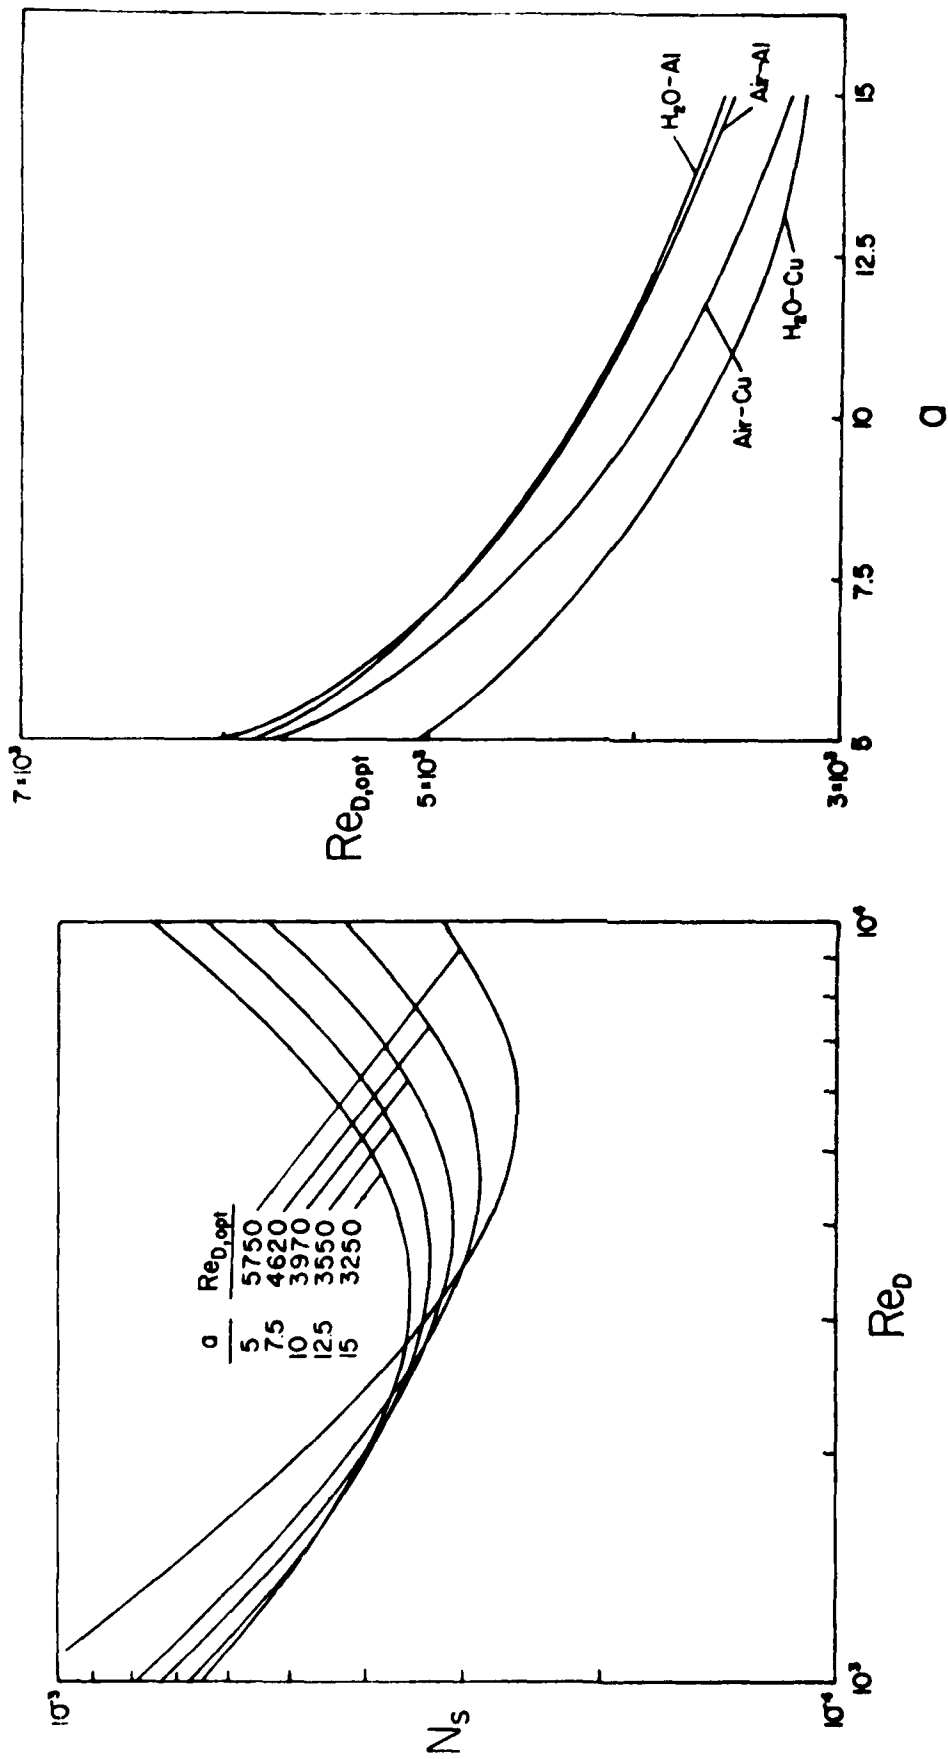 10⁻³
N_S
10⁻⁴
a Re_D,opt
5 5750
7.5 4620
10 3970
12.5 3550
15 3250
10³
10⁴
Re_D
7×10³
Re_D,opt
5×10³
3×10³
H₂O-Al
Air-Al
Air-Cu
H₂O-Cu
5 7.5 10 12.5 15
a